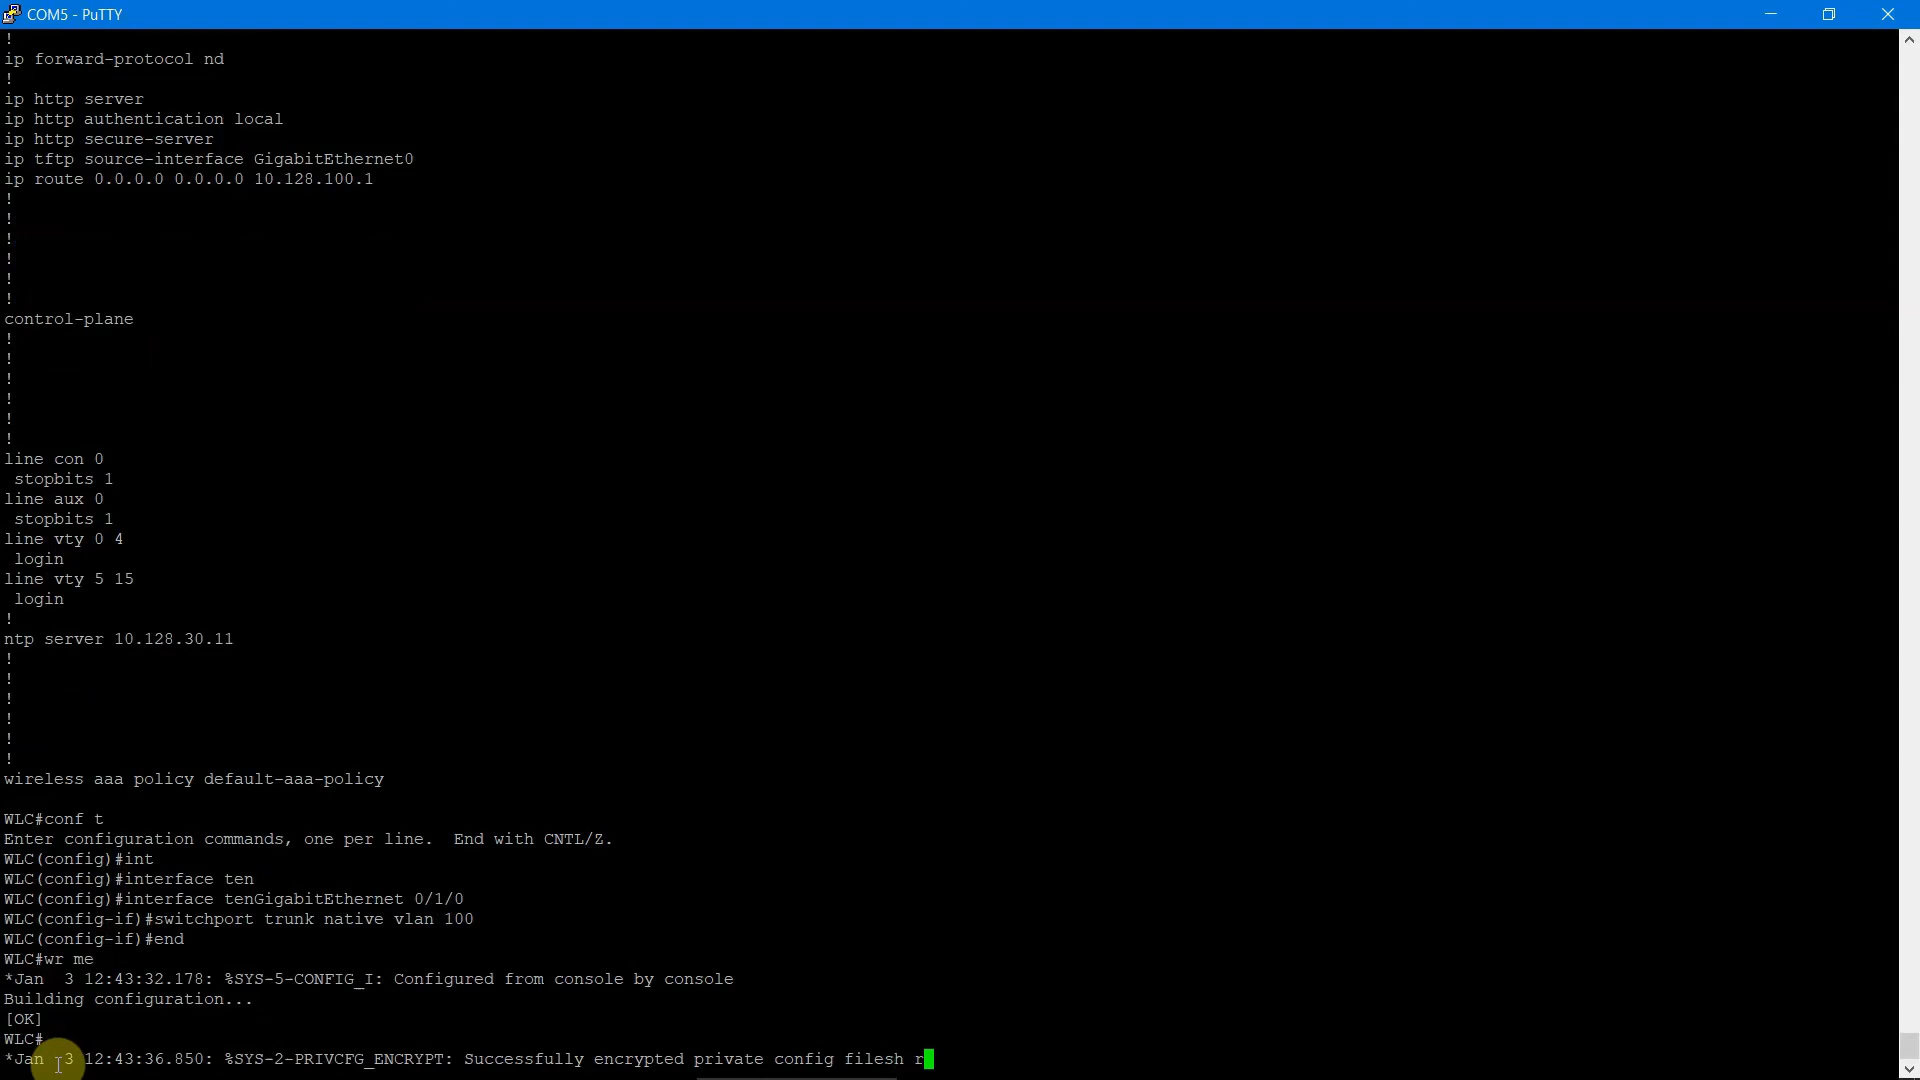 COM5 - PuTTY
!
ip forward-protocol nd
!
ip http server
ip http authentication local
ip http secure-server
ip tftp source-interface GigabitEthernet0
ip route 0.0.0.0 0.0.0.0 10.128.100.1
!
!
!
!
!
!
control-plane
!
!
!
!
!
!
line con 0
 stopbits 1
line aux 0
 stopbits 1
line vty 0 4
 login
line vty 5 15
 login
!
ntp server 10.128.30.11
!
!
!
!
!
!
wireless aaa policy default-aaa-policy
WLC#conf t
Enter configuration commands, one per line.  End with CNTL/Z.
WLC(config)#int
WLC(config)#interface ten
WLC(config)#interface tenGigabitEthernet 0/1/0
WLC(config-if)#switchport trunk native vlan 100
WLC(config-if)#end
WLC#wr me
*Jan  3 12:43:32.178: %SYS-5-CONFIG_I: Configured from console by console
Building configuration...
[OK]
WLC#
*Jan  3 12:43:36.850: %SYS-2-PRIVCFG_ENCRYPT: Successfully encrypted private config filesh r